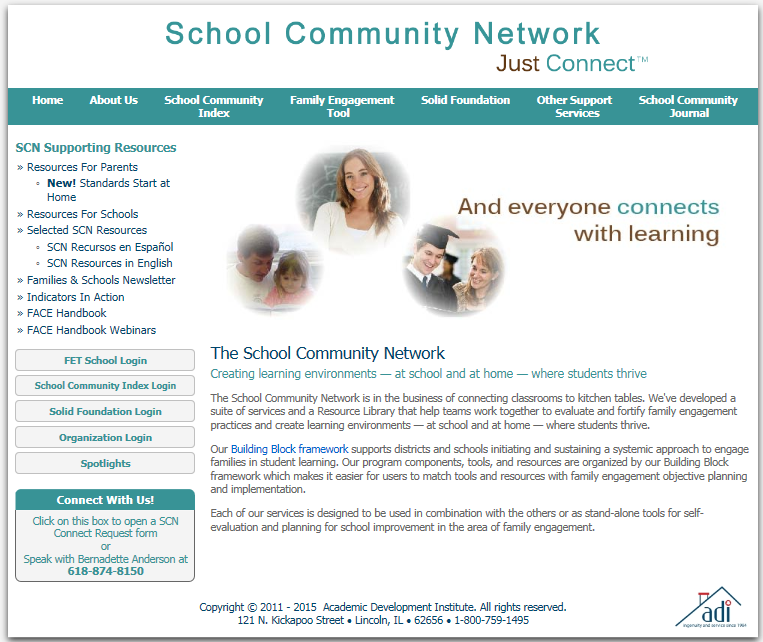 School Community Network
Just Connect™
Home
About Us
School Community
Index
Family Engagement
Tool
Solid Foundation
Other Support
Services
School Community
Journal
SCN Supporting Resources
» Resources For Parents
◦ New! Standards Start at
Home
» Resources For Schools
» Selected SCN Resources
◦ SCN Recursos en Español
◦ SCN Resources in English
» Families & Schools Newsletter
» Indicators In Action
» FACE Handbook
» FACE Handbook Webinars
FET School Login
School Community Index Login
Solid Foundation Login
Organization Login
Spotlights
Connect With Us!
Click on this box to open a SCN
Connect Request form
or
Speak with Bernadette Anderson at
618-874-8150
And everyone connects
with learning
The School Community Network
Creating learning environments — at school and at home — where students thrive
The School Community Network is in the business of connecting classrooms to kitchen tables. We've developed a
suite of services and a Resource Library that help teams work together to evaluate and fortify family engagement
practices and create learning environments — at school and at home — where students thrive.
Our Building Block framework supports districts and schools initiating and sustaining a systemic approach to engage
families in student learning. Our program components, tools, and resources are organized by our Building Block
framework which makes it easier for users to match tools and resources with family engagement objective planning
and implementation.
Each of our services is designed to be used in combination with the others or as stand-alone tools for self-
evaluation and planning for school improvement in the area of family engagement.
Copyright © 2011 - 2015 Academic Development Institute. All rights reserved.
121 N. Kickapoo Street • Lincoln, IL • 62656 • 1-800-759-1495
adi
ingenuity and service since 1984